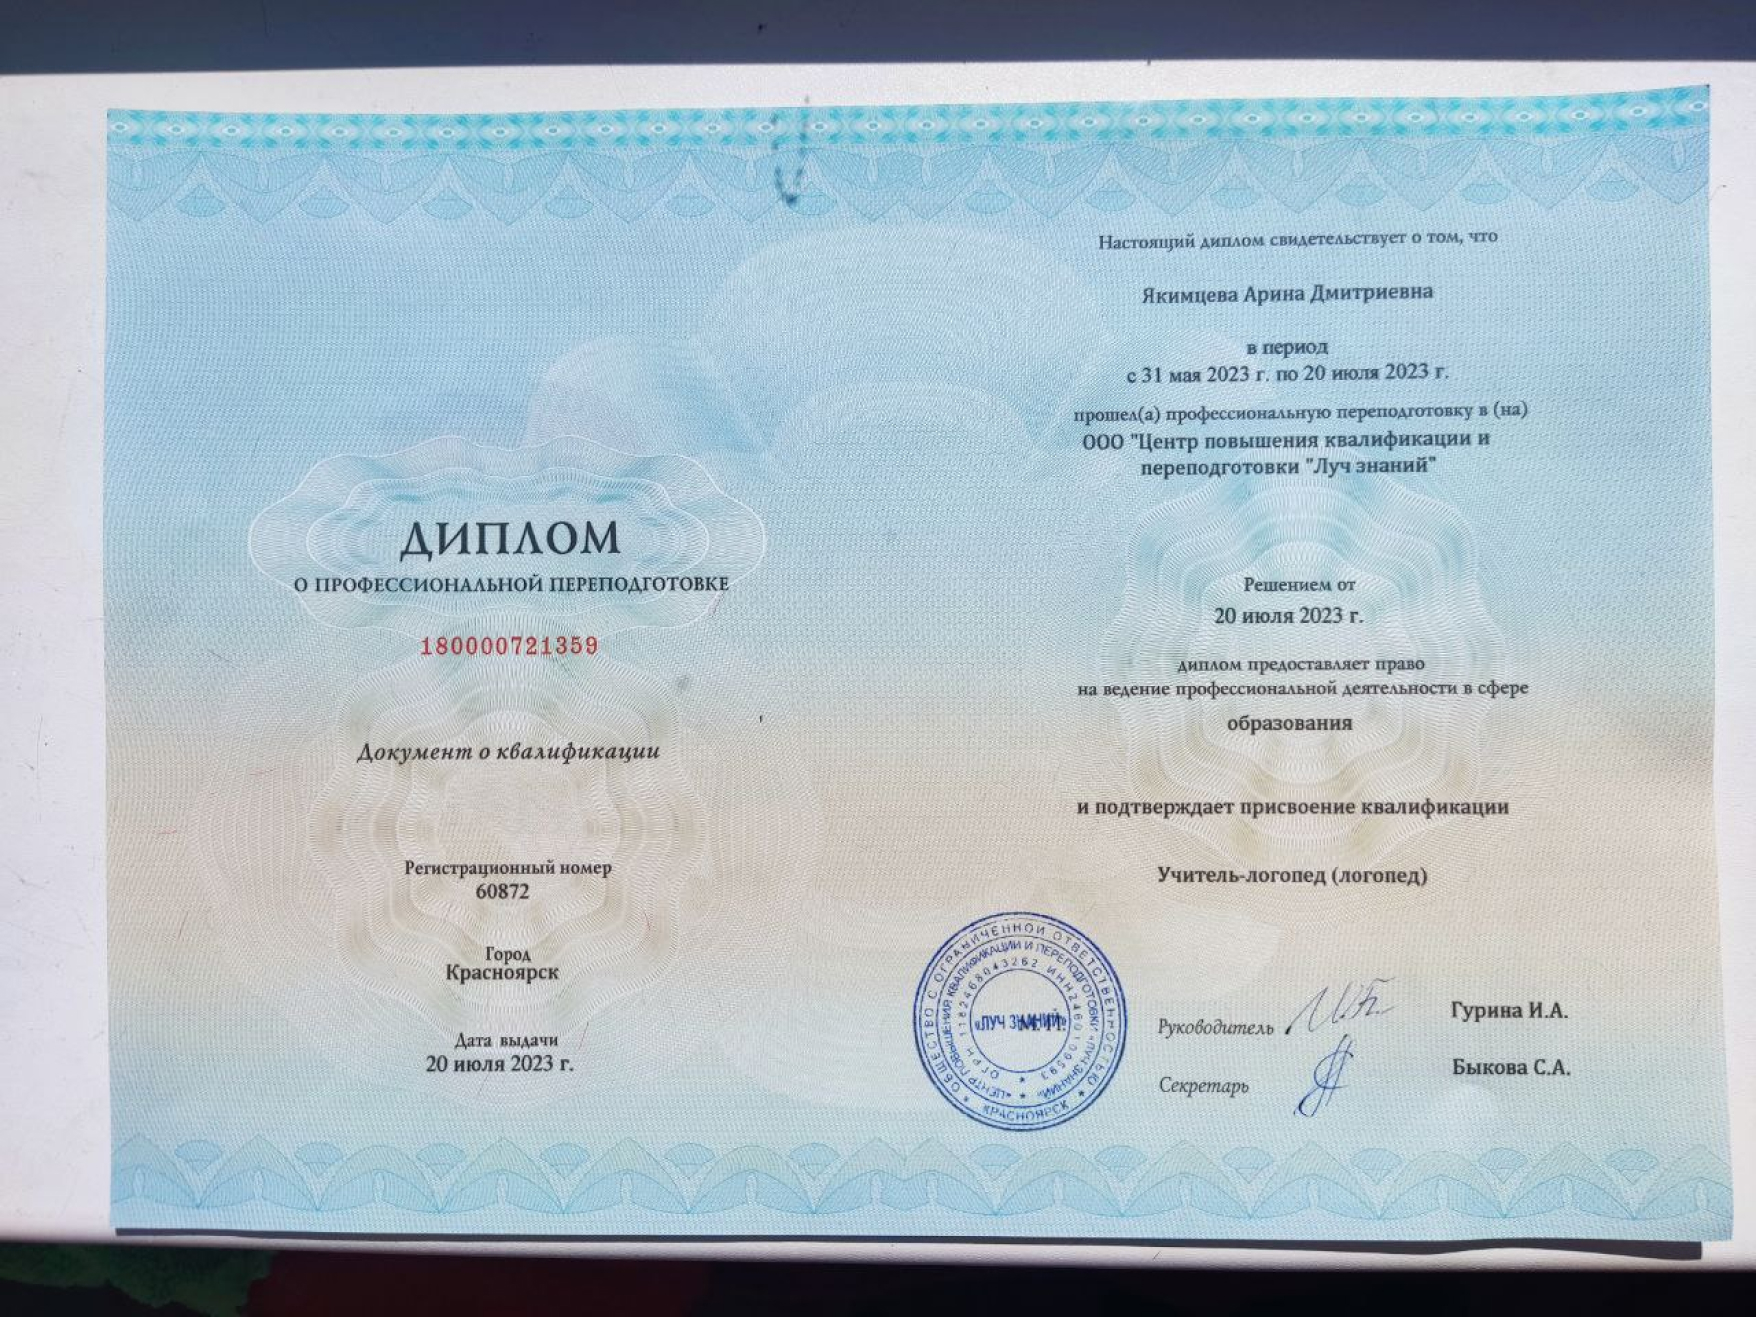 ДИПЛОМ
О ПРОФЕССИОНАЛЬНОЙ ПЕРЕПОДГОТОВКЕ
180000721359
Документ о квалификации
Регистрационный номер
60872
Город
Красноярск
Дата выдачи
20 июля 2023 г.
Настоящий диплом свидетельствует о том, что
Якимцева Арина Дмитриевна
в период
с 31 мая 2023 г. по 20 июля 2023 г.
прошел(а) профессиональную переподготовку в (на)
ООО "Центр повышения квалификации и
переподготовки "Луч знаний"
Решением от
20 июля 2023 г.
диплом предоставляет право
на ведение профессиональной деятельности в сфере
образования
и подтверждает присвоение квалификации
Учитель-логопед (логопед)
Руководитель
Гурина И.А.
Секретарь
Быкова С.А.
ОБЩЕСТВО С ОГРАНИЧЕННОЙ ОТВЕТСТВЕННОСТЬЮ
* КРАСНОЯРСК *
«ЦЕНТР ПОВЫШЕНИЯ КВАЛИФИКАЦИИ И ПЕРЕПОДГОТОВКИ «ЛУЧ ЗНАНИЙ»
ОГРН 1182468043262 ИНН
«ЛУЧ ЗНАНИЙ»
М.П.